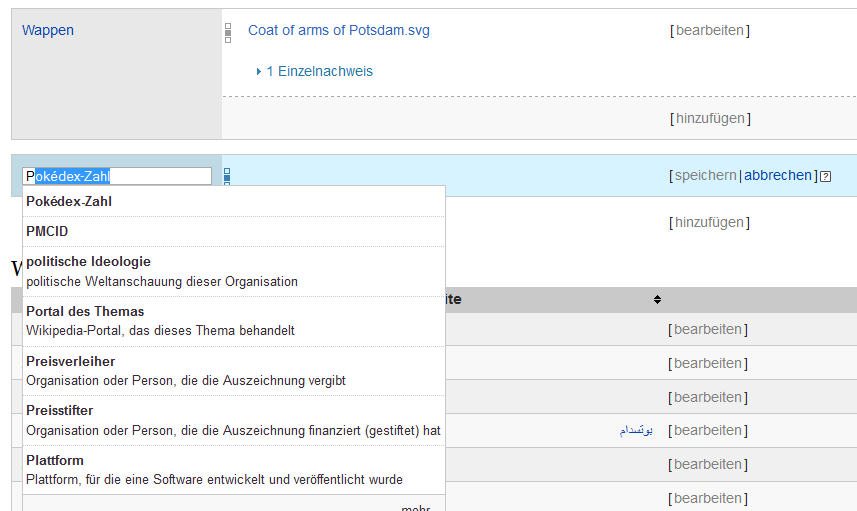 Wappen
Coat of arms of Potsdam.svg
[bearbeiten]
1 Einzelnachweis
[hinzufügen]
Pokédex-Zahl
[speichern|abbrechen]?
[hinzufügen]
Pokédex-Zahl
PMCID
politische Ideologie
politische Weltanschauung dieser Organisation
Portal des Themas
Wikipedia-Portal, das dieses Thema behandelt
Preisverleiher
Organisation oder Person, die die Auszeichnung vergibt
Preisstifter
Organisation oder Person, die die Auszeichnung finanziert (gestiftet) hat
Plattform
Plattform, für die eine Software entwickelt und veröffentlicht wurde
mehr
ite
[bearbeiten]
[bearbeiten]
[bearbeiten]
بوتسدام [bearbeiten]
[bearbeiten]
[bearbeiten]